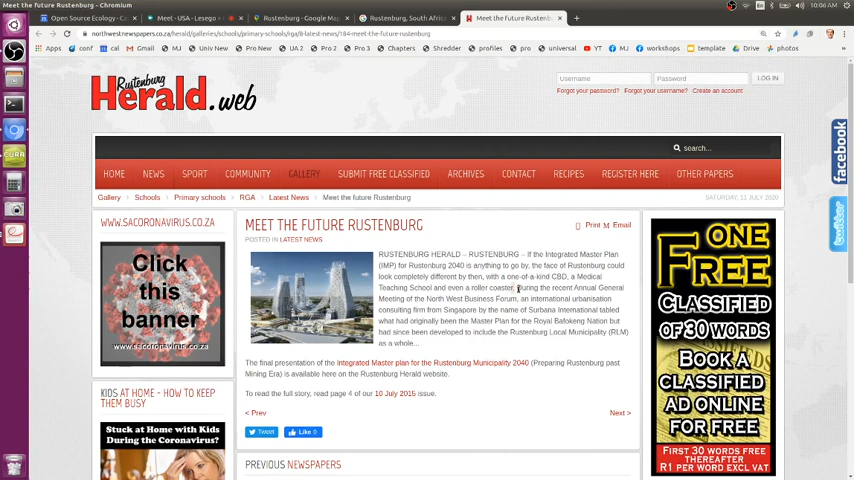 Meet the future Rustenburg - Chromium
10:06 AM
Open Source Ecology - C
Meet - USA - Lesego +
Rustenburg - Google Ma
Rustenburg, South Afric
Meet the future Rustenb
northwestnewspapers.co.za/herald/galleries/schools/primary-schools/rga/8-latest-news/184-meet-the-future-rustenburg
Apps conf cal Gmail MJ Univ New Pro New UA 2 Pro 2 Pro 3 Chapters Shredder profiles pro universal YT MJ workshops template Drive photos
Rustenburg
Herald.web
Username Password LOG IN
Forgot your password? Forgot your username? Create an account
search...
HOME NEWS SPORT COMMUNITY GALLERY SUBMIT FREE CLASSIFIED ARCHIVES CONTACT RECIPES REGISTER HERE OTHER PAPERS
Gallery Schools Primary schools RGA Latest News Meet the future Rustenburg
SATURDAY, 11 JULY 2020
WWW.SACORONAVIRUS.CO.ZA
Click
this
banner
www.sacoronavirus.co.za
KIDS AT HOME - HOW TO KEEP
THEM BUSY
Stuck at Home with Kids
During the Coronavirus?
MEET THE FUTURE RUSTENBURG
Print Email
POSTED IN LATEST NEWS
RUSTENBURG HERALD – RUSTENBURG – If the Integrated Master Plan
(IMP) for Rustenburg 2040 is anything to go by, the face of Rustenburg could
look completely different by then, with a one-of-a-kind CBD, a Medical
Teaching School and even a roller coaster. During the recent Annual General
Meeting of the North West Business Forum, an international urbanisation
consulting firm from Singapore by the name of Surbana International tabled
what had originally been the Master Plan for the Royal Bafokeng Nation but
had since been developed to include the Rustenburg Local Municipality (RLM)
as a whole...
The final presentation of the Integrated Master plan for the Rustenburg Municipality 2040 (Preparing Rustenburg past
Mining Era) is available here on the Rustenburg Herald website.
To read the full story, read page 4 of our 10 July 2015 issue.
< Prev
Next >
Tweet Like 0
PREVIOUS NEWSPAPERS
ONE
FREE
CLASSIFIED
OF 30 WORDS
BOOK A
CLASSIFIED
AD ONLINE
FOR FREE
FIRST 30 WORDS FREE
THEREAFTER
R1 PER WORD EXCL VAT
facebook
twitter
CURA